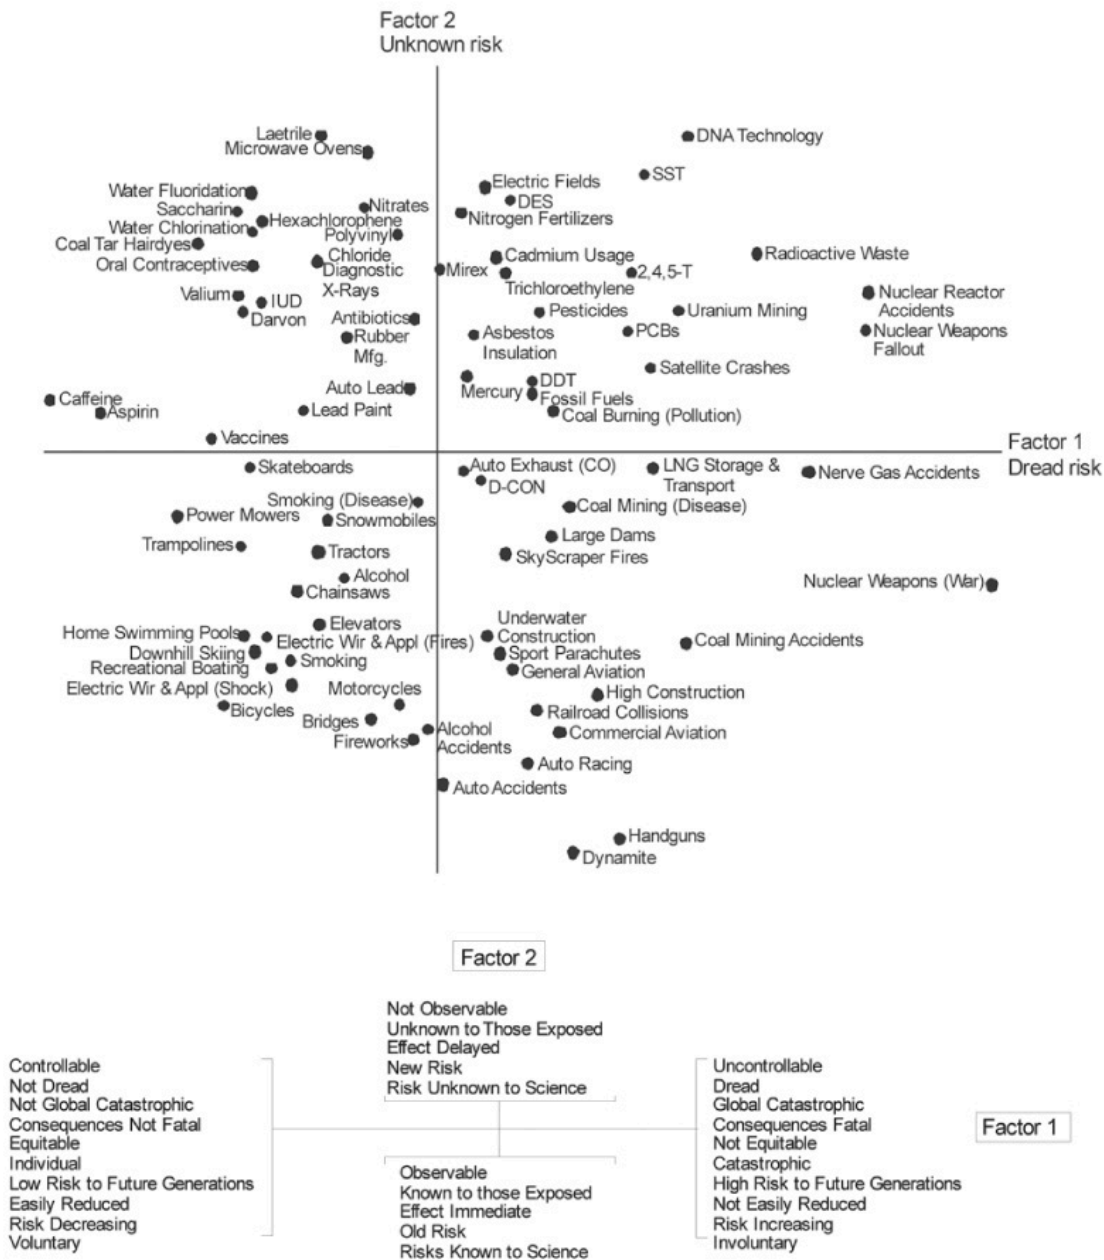 Factor 2
Unknown risk
Laetrile
Microwave Ovens
DNA Technology
SST
Electric Fields
Water Fluoridation
DES
Saccharin
Nitrates
Nitrogen Fertilizers
Hexachlorophene
Water Chlorination
Polyvinyl
Coal Tar Hairdyes
Chloride
Cadmium Usage
Radioactive Waste
Oral Contraceptives
Diagnostic
X-Rays
Mirex
2,4,5-T
Trichloroethylene
Valium
IUD
Nuclear Reactor
Accidents
Darvon
Antibiotics
Pesticides
Uranium Mining
Rubber
Mfg.
Asbestos
Insulation
PCBs
Nuclear Weapons
Fallout
Satellite Crashes
Auto Lead
Mercury
DDT
Caffeine
Fossil Fuels
Aspirin
Lead Paint
Coal Burning (Pollution)
Vaccines
Factor 1
Dread risk
Skateboards
Auto Exhaust (CO)
LNG Storage &
Transport
Nerve Gas Accidents
D-CON
Smoking (Disease)
Coal Mining (Disease)
Power Mowers
Snowmobiles
Large Dams
Trampolines
Tractors
SkyScraper Fires
Alcohol
Chainsaws
Nuclear Weapons (War)
Elevators
Underwater
Construction
Home Swimming Pools
Electric Wir & Appl (Fires)
Coal Mining Accidents
Downhill Skiing
Smoking
Sport Parachutes
Recreational Boating
General Aviation
Electric Wir & Appl (Shock)
Motorcycles
High Construction
Bicycles
Bridges
Railroad Collisions
Fireworks
Alcohol
Accidents
Commercial Aviation
Auto Racing
Auto Accidents
Handguns
Dynamite
Factor 2
Not Observable
Unknown to Those Exposed
Effect Delayed
New Risk
Risk Unknown to Science
Controllable
Not Dread
Not Global Catastrophic
Consequences Not Fatal
Equitable
Individual
Low Risk to Future Generations
Easily Reduced
Risk Decreasing
Voluntary
Uncontrollable
Dread
Global Catastrophic
Consequences Fatal
Not Equitable
Catastrophic
High Risk to Future Generations
Not Easily Reduced
Risk Increasing
Involuntary
Factor 1
Observable
Known to those Exposed
Effect Immediate
Old Risk
Risks Known to Science